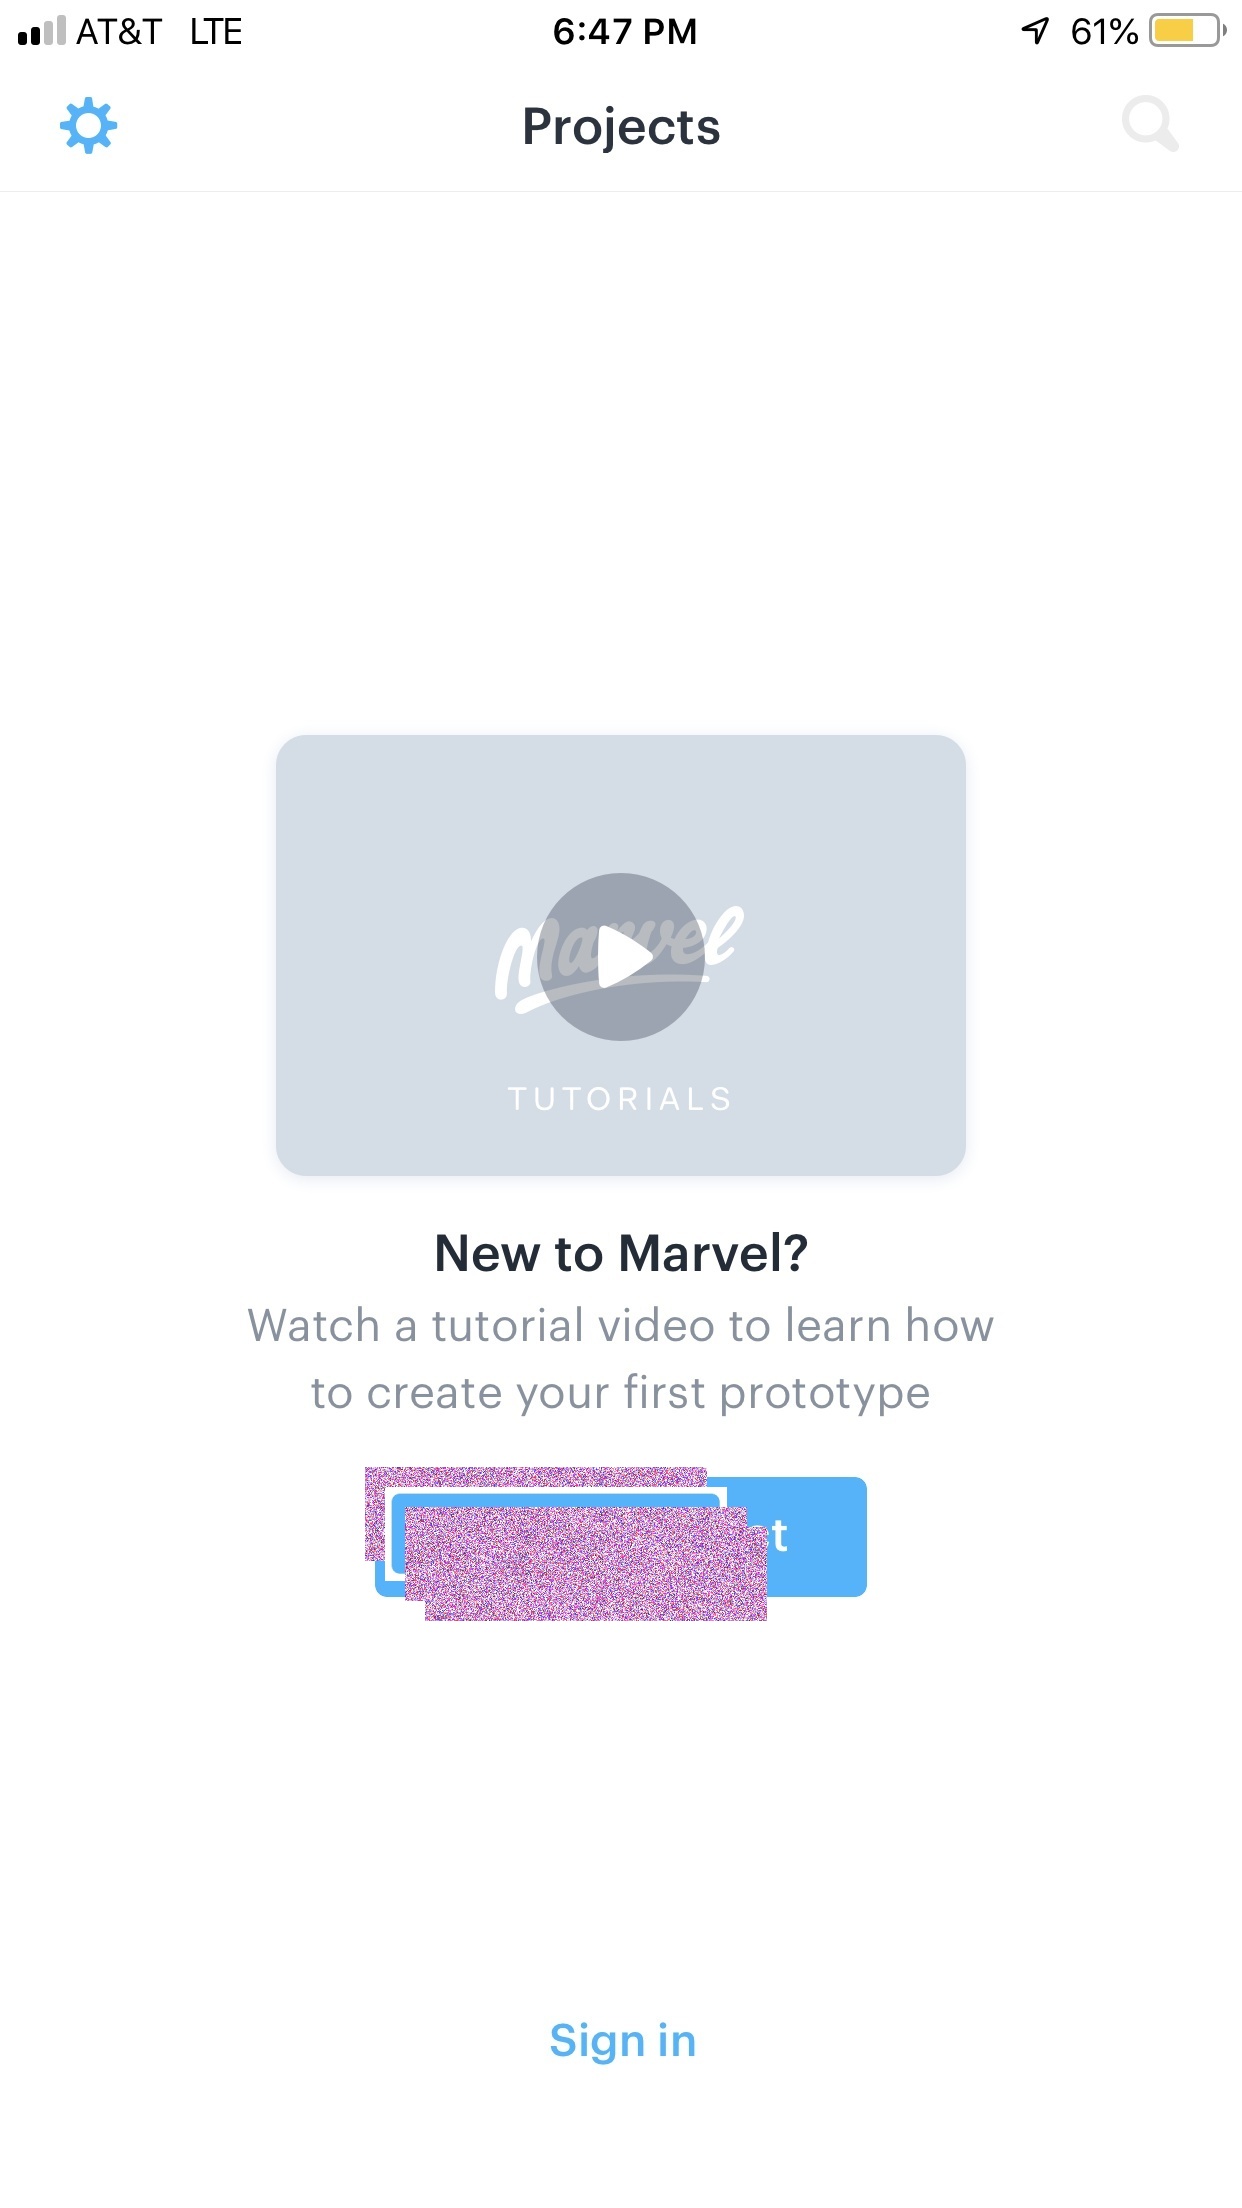 AT&T LTE 6:47 PM 61%
Projects
Marvel
TUTORIALS
New to Marvel?
Watch a tutorial video to learn how
to create your first prototype
Sign in